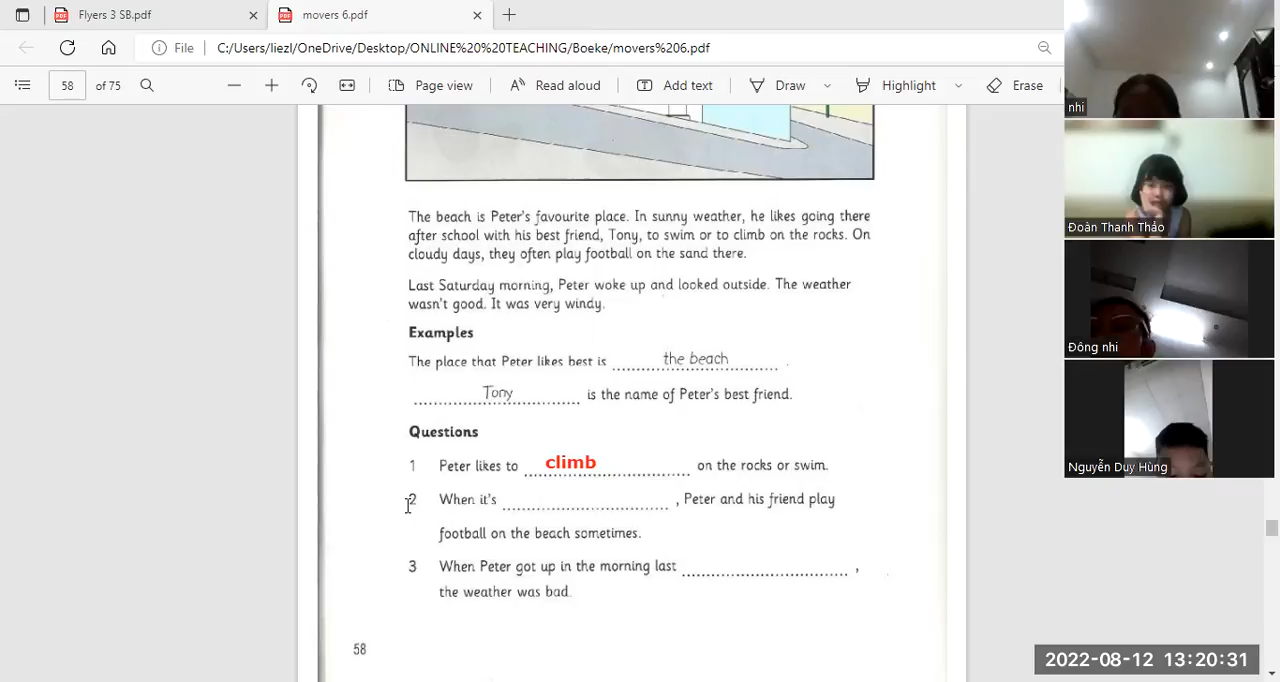 Flyers 3 SB.pdf
movers 6.pdf
File C:/Users/liezl/OneDrive/Desktop/ONLINE%20%20TEACHING/Boeke/movers%206.pdf
58 of 75 Page view Read aloud Add text Draw Highlight Erase
The beach is Peter's favourite place. In sunny weather, he likes going there
after school with his best friend, Tony, to swim or to climb on the rocks. On
cloudy days, they often play football on the sand there.
Last Saturday morning, Peter woke up and looked outside. The weather
wasn't good. It was very windy.
Examples
The place that Peter likes best is the beach .
Tony is the name of Peter's best friend.
Questions
1 Peter likes to climb on the rocks or swim.
2 When it's .............................. , Peter and his friend play
football on the beach sometimes.
3 When Peter got up in the morning last .............................. ,
the weather was bad.
58
nhi
Đoàn Thanh Thảo
Đông nhi
Nguyễn Duy Hùng
2022-08-12 13:20:31